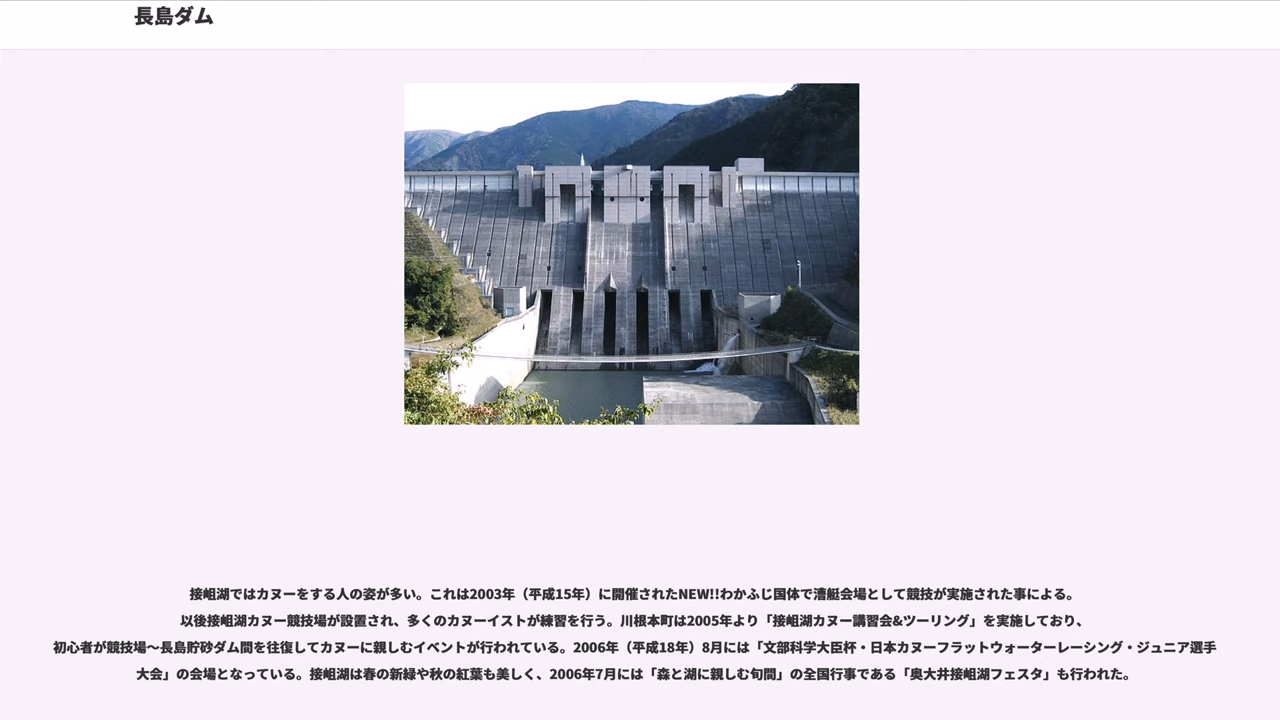 長島ダム
接岨湖ではカヌーをする人の姿が多い。これは2003年（平成15年）に開催されたNEW!!わかふじ国体で漕艇会場として競技が実施された事による。
以後接岨湖カヌー競技場が設置され、多くのカヌーイストが練習を行う。川根本町は2005年より「接岨湖カヌー講習会&ツーリング」を実施しており、
初心者が競技場〜長島貯砂ダム間を往復してカヌーに親しむイベントが行われている。2006年（平成18年）8月には「文部科学大臣杯・日本カヌーフラットウォーターレーシング・ジュニア選手
大会」の会場となっている。接岨湖は春の新緑や秋の紅葉も美しく、2006年7月には「森と湖に親しむ旬間」の全国行事である「奥大井接岨湖フェスタ」も行われた。